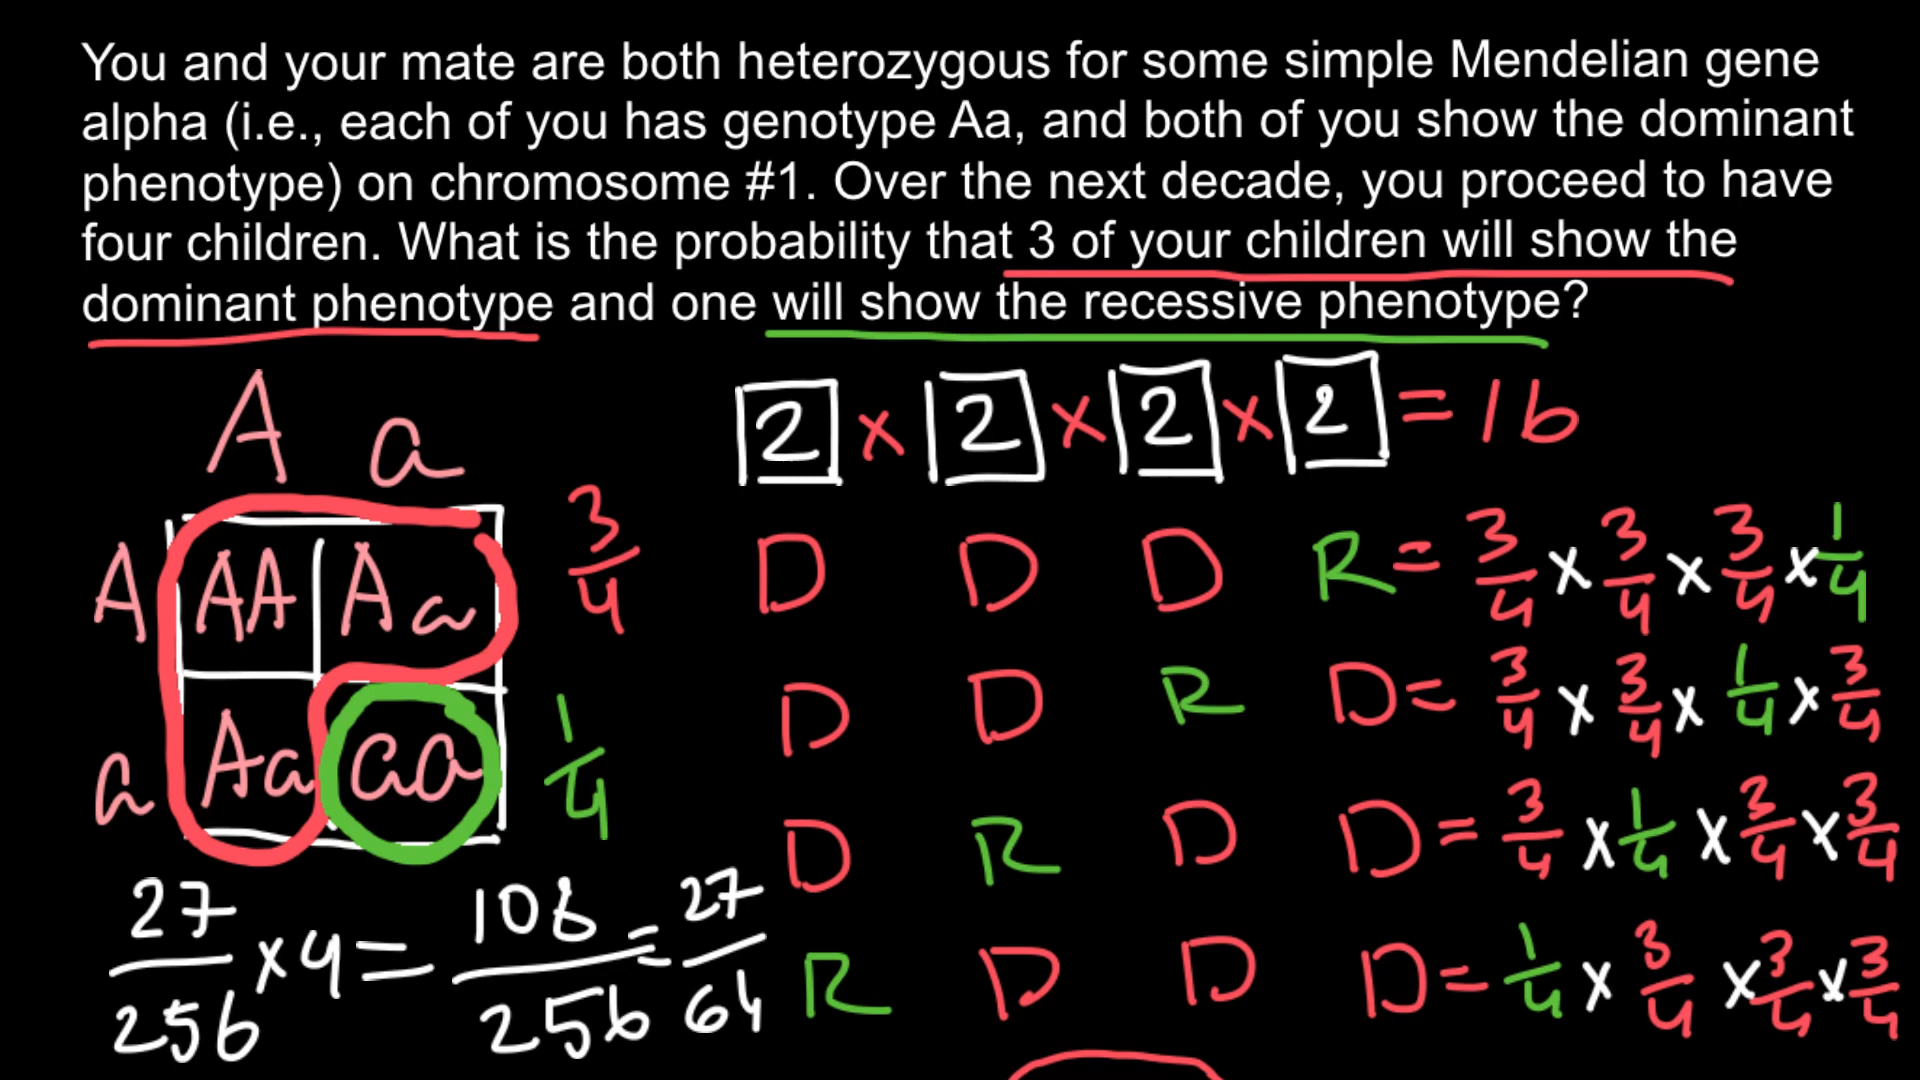 You and your mate are both heterozygous for some simple Mendelian gene
alpha (i.e., each of you has genotype Aa, and both of you show the dominant
phenotype) on chromosome #1. Over the next decade, you proceed to have
four children. What is the probability that 3 of your children will show the
dominant phenotype and one will show the recessive phenotype?
2 x 2 x 2 x 2 = 16
A a
A AA Aa 3/4
a Aa aa 1/4
D D D R = 3/4 x 3/4 x 3/4 x 1/4
D D R D = 3/4 x 3/4 x 1/4 x 3/4
D R D D = 3/4 x 1/4 x 3/4 x 3/4
R D D D = 1/4 x 3/4 x 3/4 x 3/4
27/256 x 4 = 108/256 = 27/64